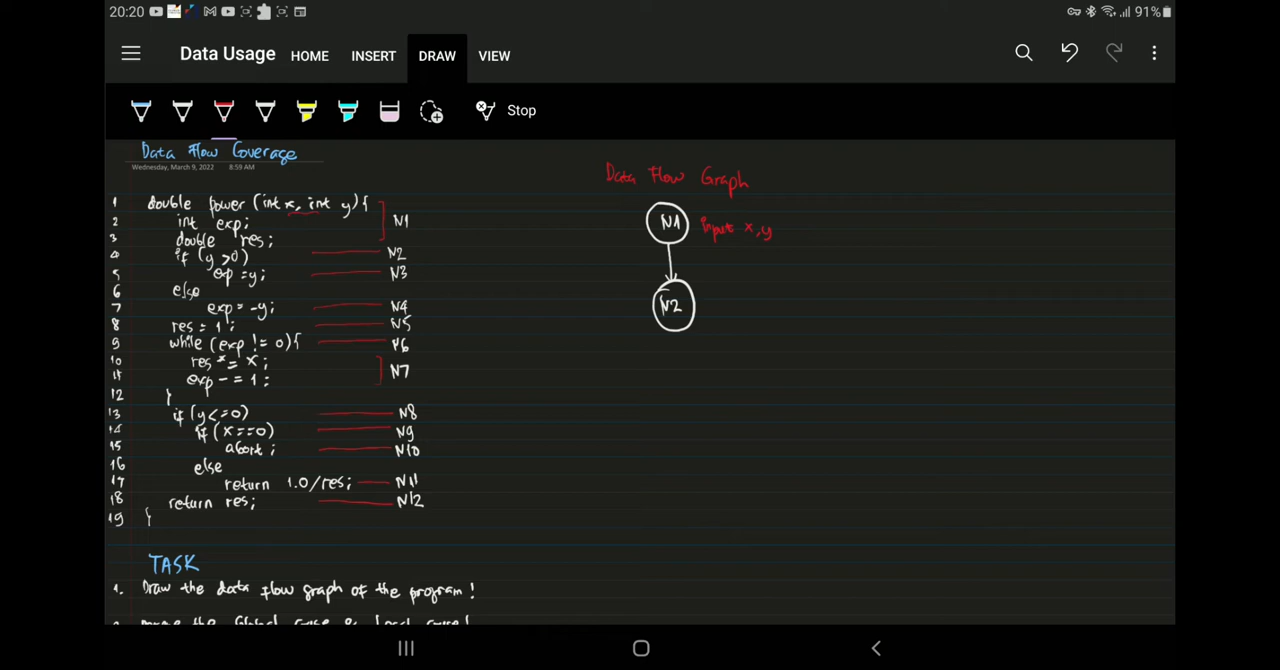 20:20
91%
Data Usage HOME INSERT DRAW VIEW
Stop
Data Flow Coverage
Wednesday, March 9, 2022 8:59 AM
1 double power (int x, int y){
2 int exp;
3 double res;
N1
4 if (y >0) N2
5 exp =y; N3
6 else
7 exp = -y; N4
8 res = 1; N5
9 while (exp != 0){ N6
10 res *= x;
11 exp -= 1;
N7
12 }
13 if (y<=0) N8
14 if (x==0) N9
15 abort; N10
16 else
17 return 1.0/res; N11
18 return res; N12
19 }
TASK
1. Draw the data flow graph of the program!
Data Flow Graph
N1 input x,y
N2